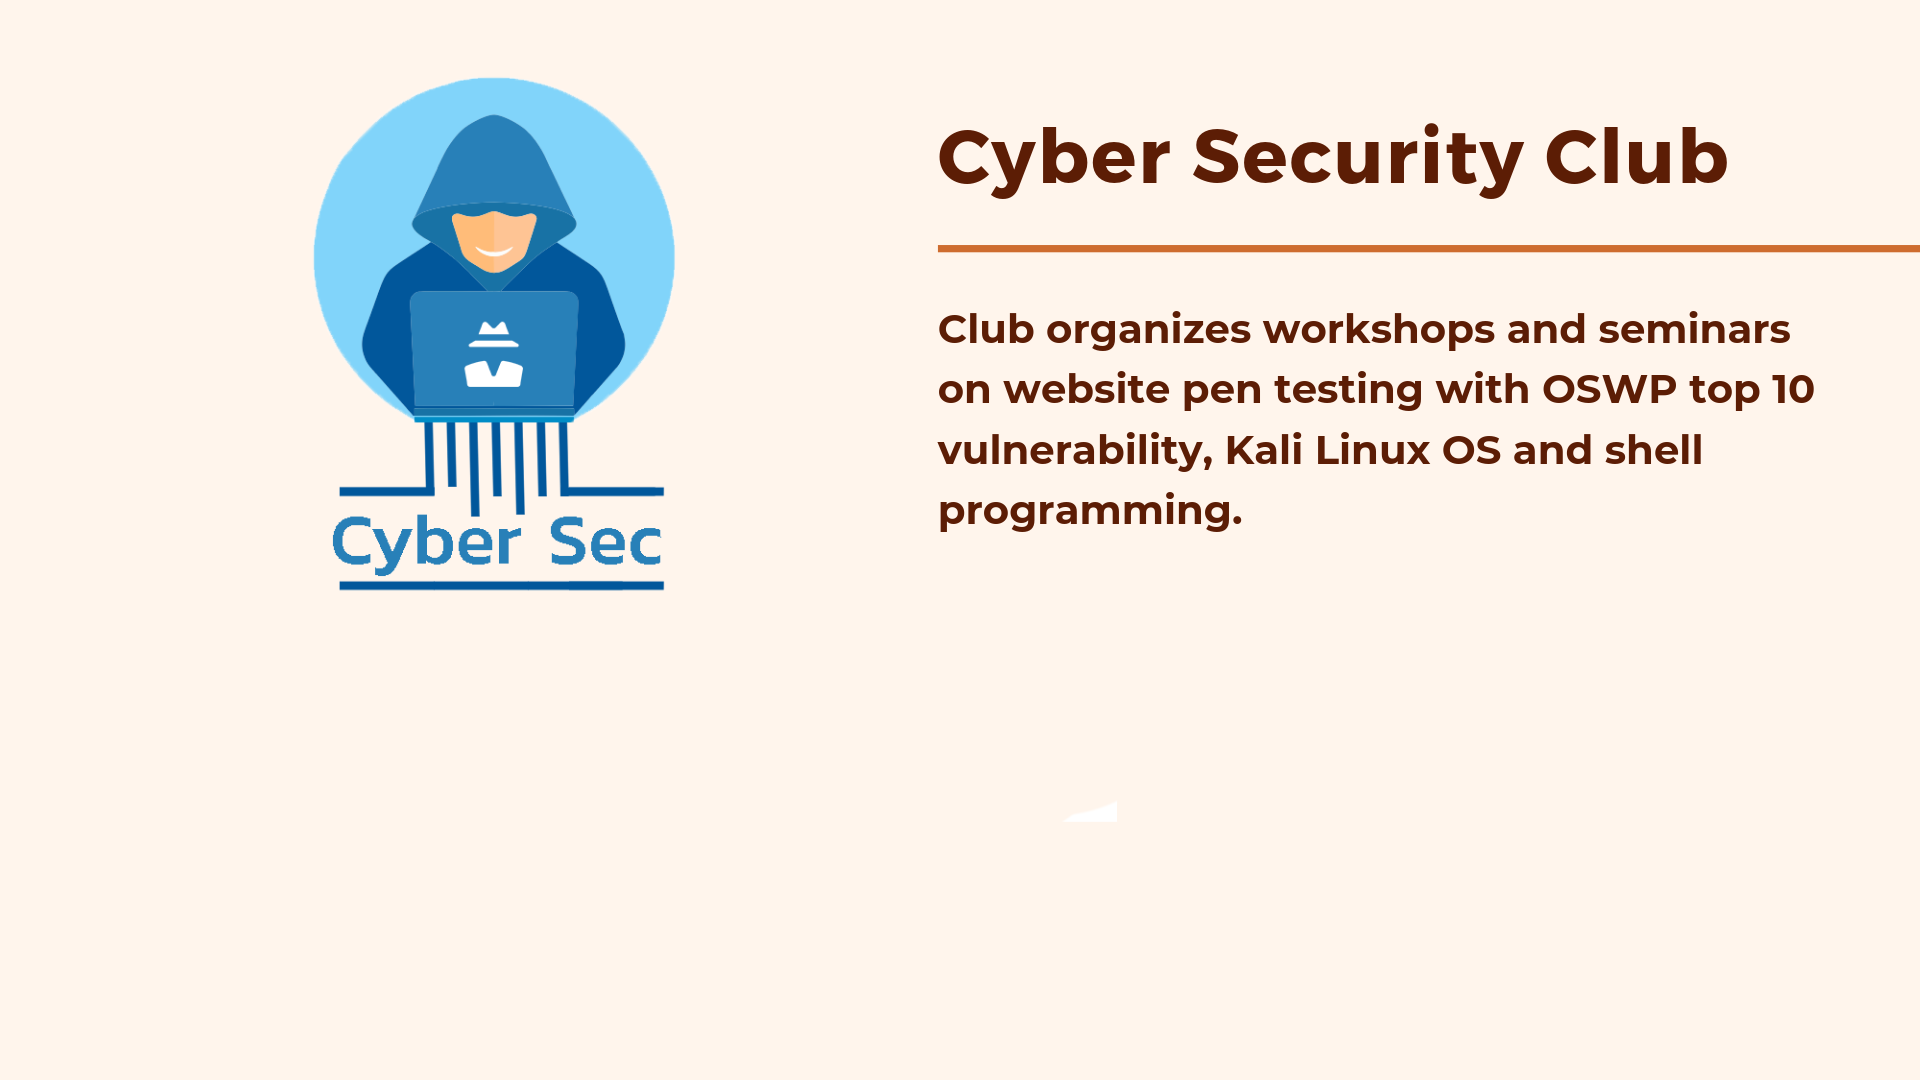 Cyber Sec
Cyber Security Club
Club organizes workshops and seminars
on website pen testing with OSWP top 10
vulnerability, Kali Linux OS and shell
programming.